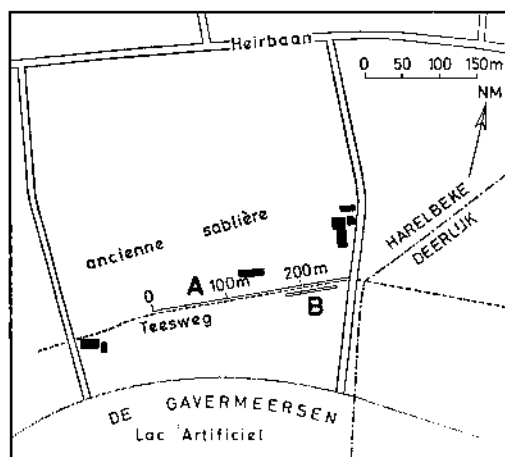 Heirbaan
0 50 100 150m
NM
HARELBEKE
DEERLIJK
ancienne sablière
A
0 100m 200m
B
Teesweg
DE GAVERMEERSEN
Lac Artificiel